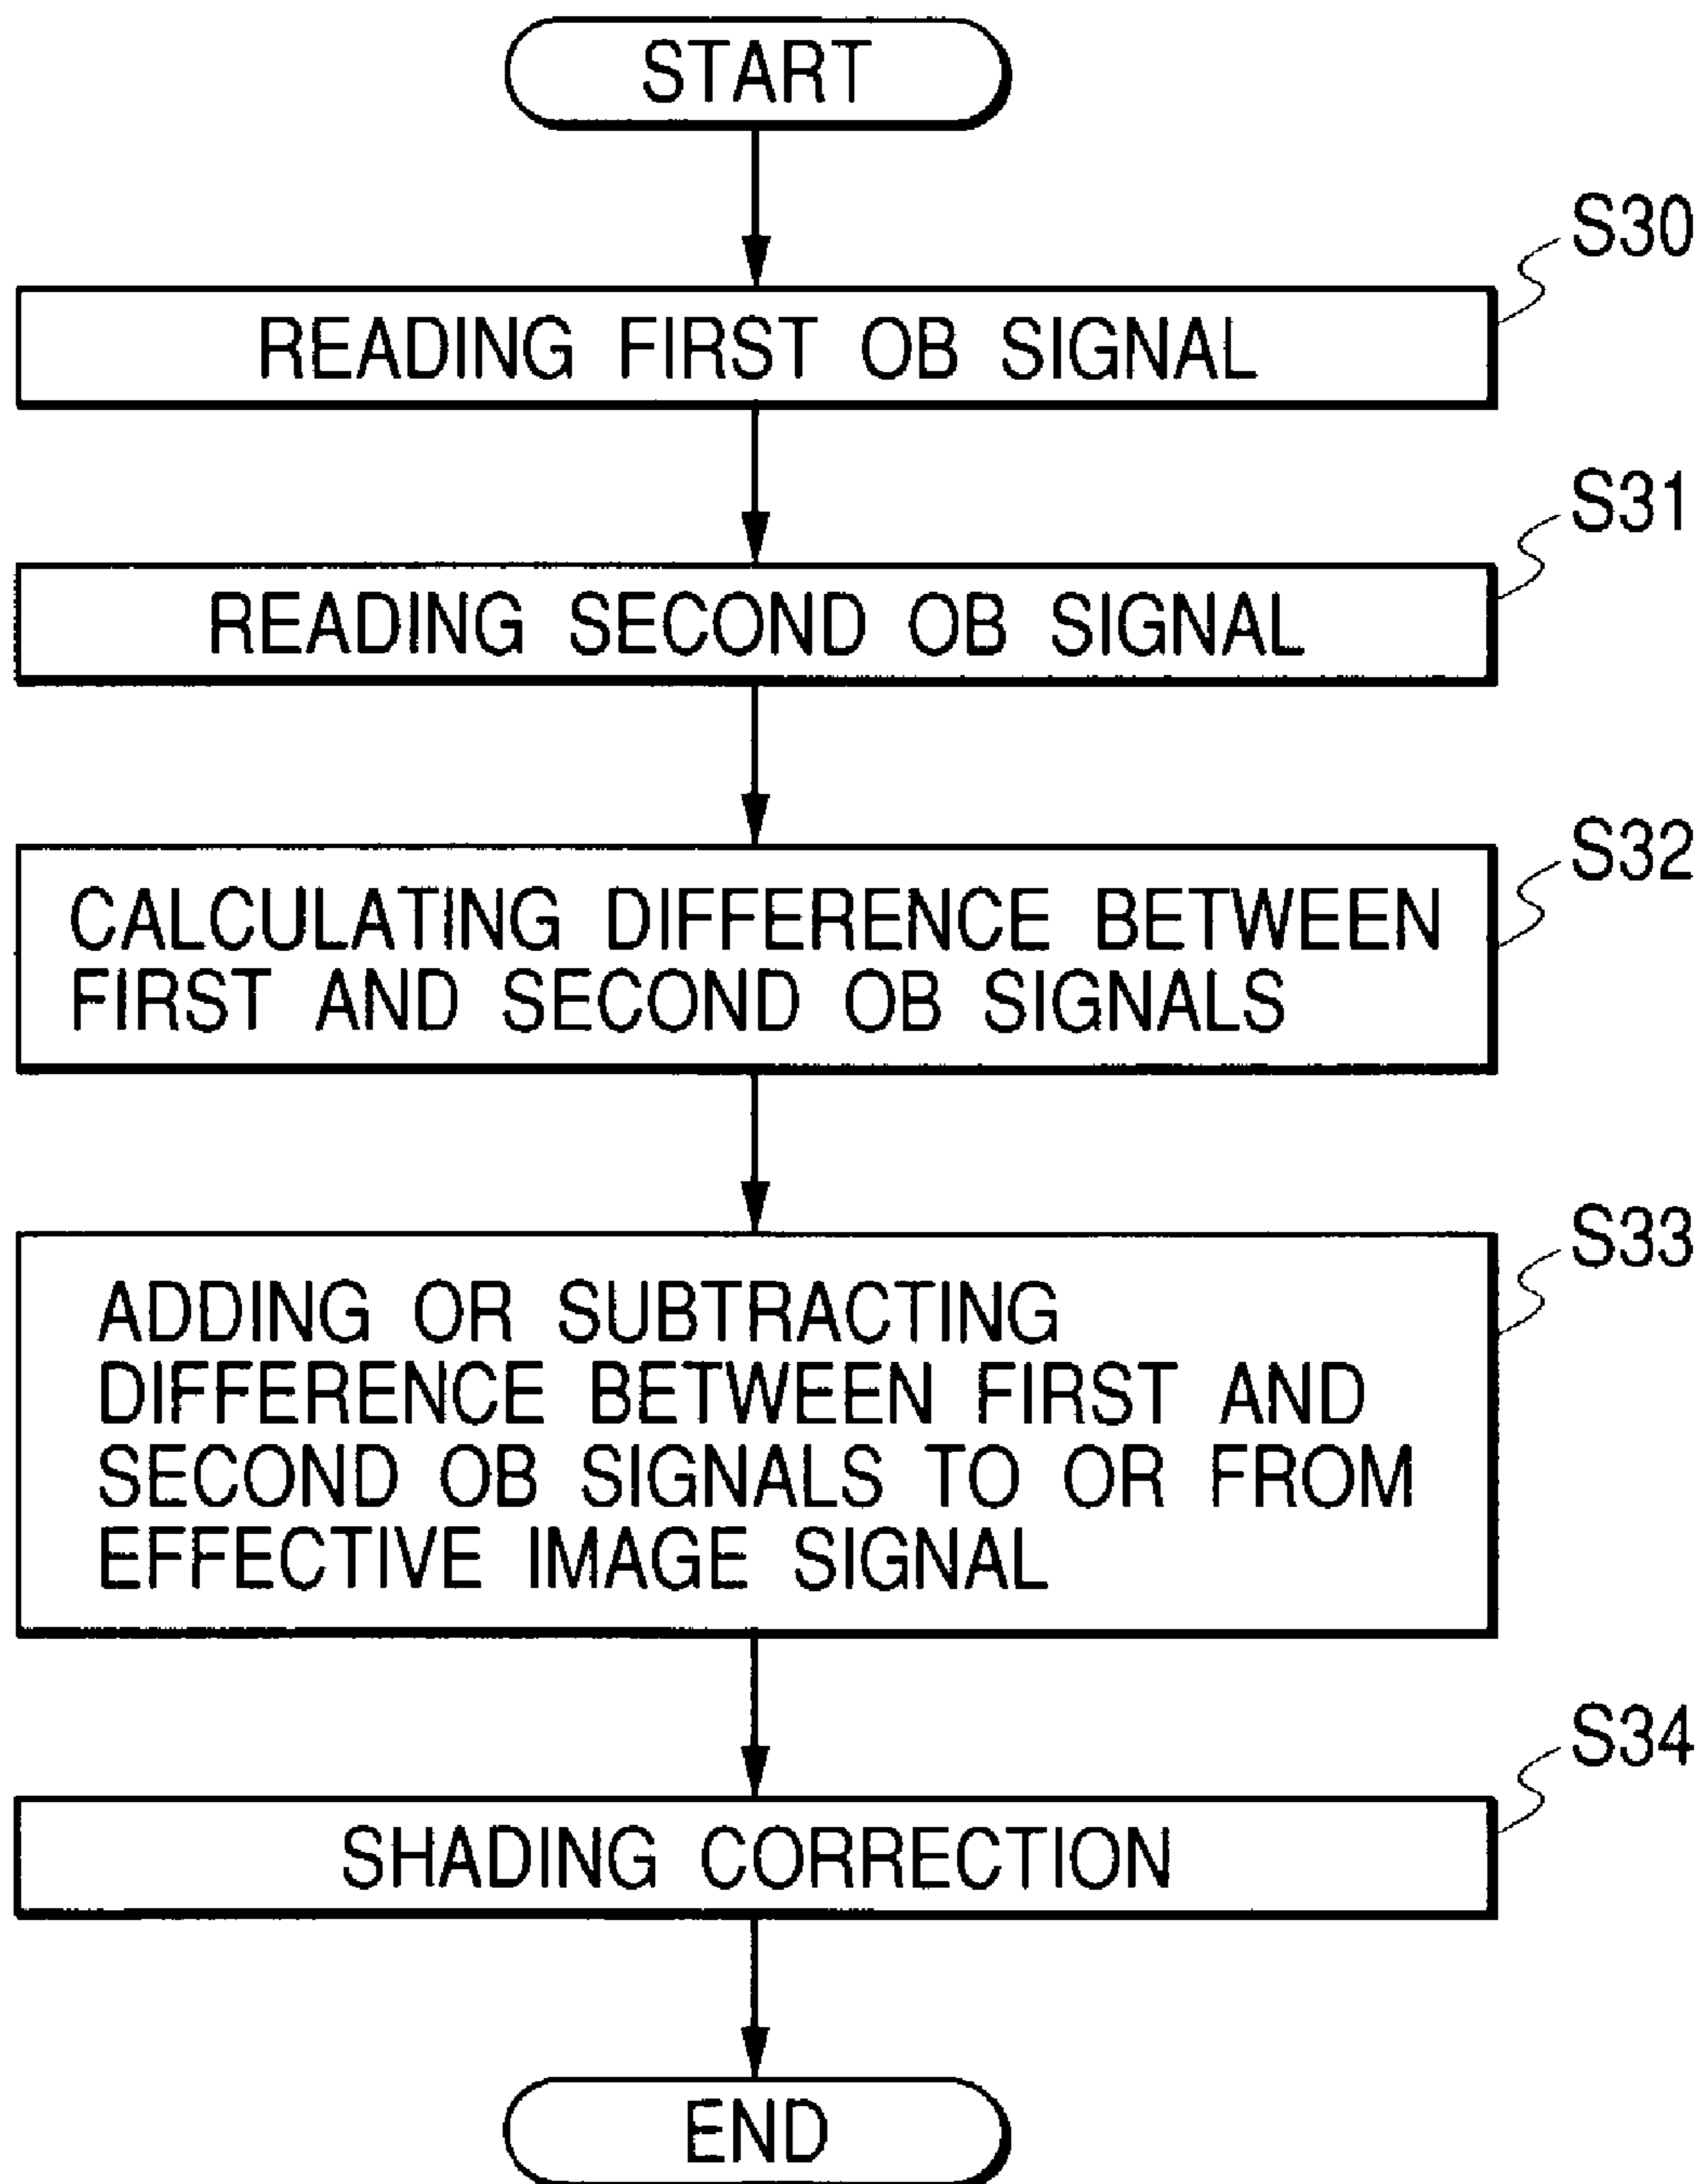 START
S30
READING FIRST OB SIGNAL
S31
READING SECOND OB SIGNAL
S32
CALCULATING DIFFERENCE BETWEEN
FIRST AND SECOND OB SIGNALS
S33
ADDING OR SUBTRACTING
DIFFERENCE BETWEEN FIRST AND
SECOND OB SIGNALS TO OR FROM
EFFECTIVE IMAGE SIGNAL
S34
SHADING CORRECTION
END